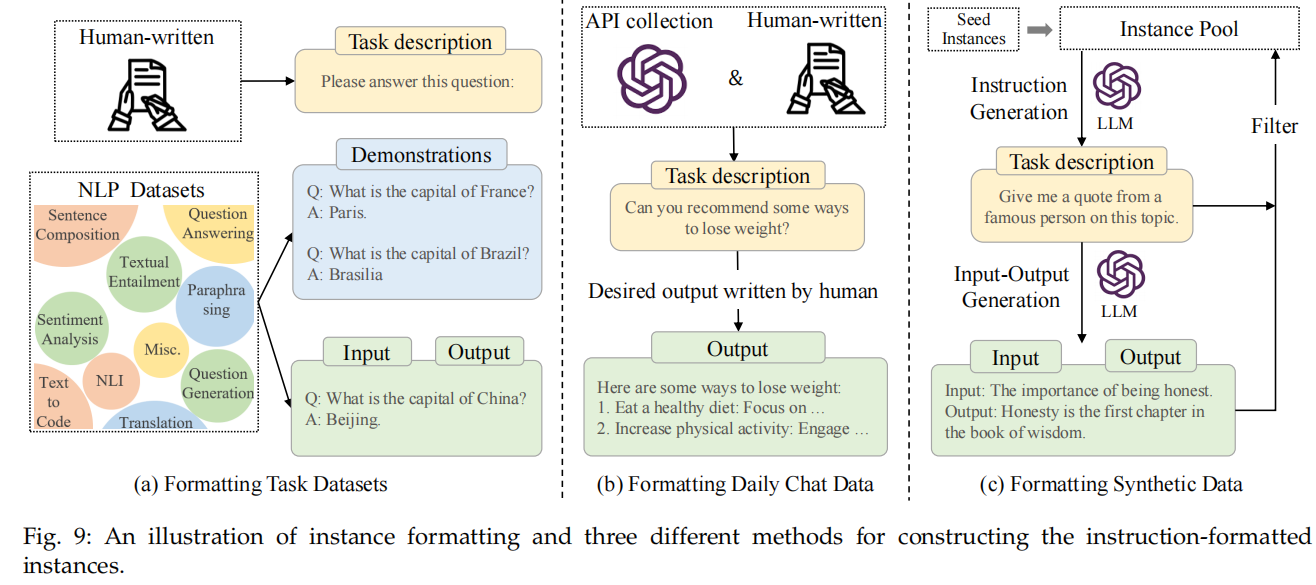 Human-written
Task description
Please answer this question:
NLP Datasets
Sentence
Composition
Question
Answering
Textual
Entailment
Paphra
sing
Sentiment
Analysis
Misc.
NLI
Question
Generation
Text
to
Code
Translation
Demonstrations
Q: What is the capital of France?
A: Paris.
Q: What is the capital of Brazil?
A: Brasilia
Input
Output
Q: What is the capital of China?
A: Beijing.
(a) Formatting Task Datasets
API collection
&
Human-written
Task description
Can you recommend some ways
to lose weight?
Desired output written by human
Output
Here are some ways to lose weight:
1. Eat a healthy diet: Focus on …
2. Increase physical activity: Engage …
(b) Formatting Daily Chat Data
Seed
Instances
Instance Pool
Instruction
Generation
LLM
Filter
Task description
Give me a quote from a
famous person on this topic.
Input-Output
Generation
LLM
Input
Output
Input: The importance of being honest.
Output: Honesty is the first chapter in
the book of wisdom.
(c) Formatting Synthetic Data
Fig. 9: An illustration of instance formatting and three different methods for constructing the instruction-formatted
instances.